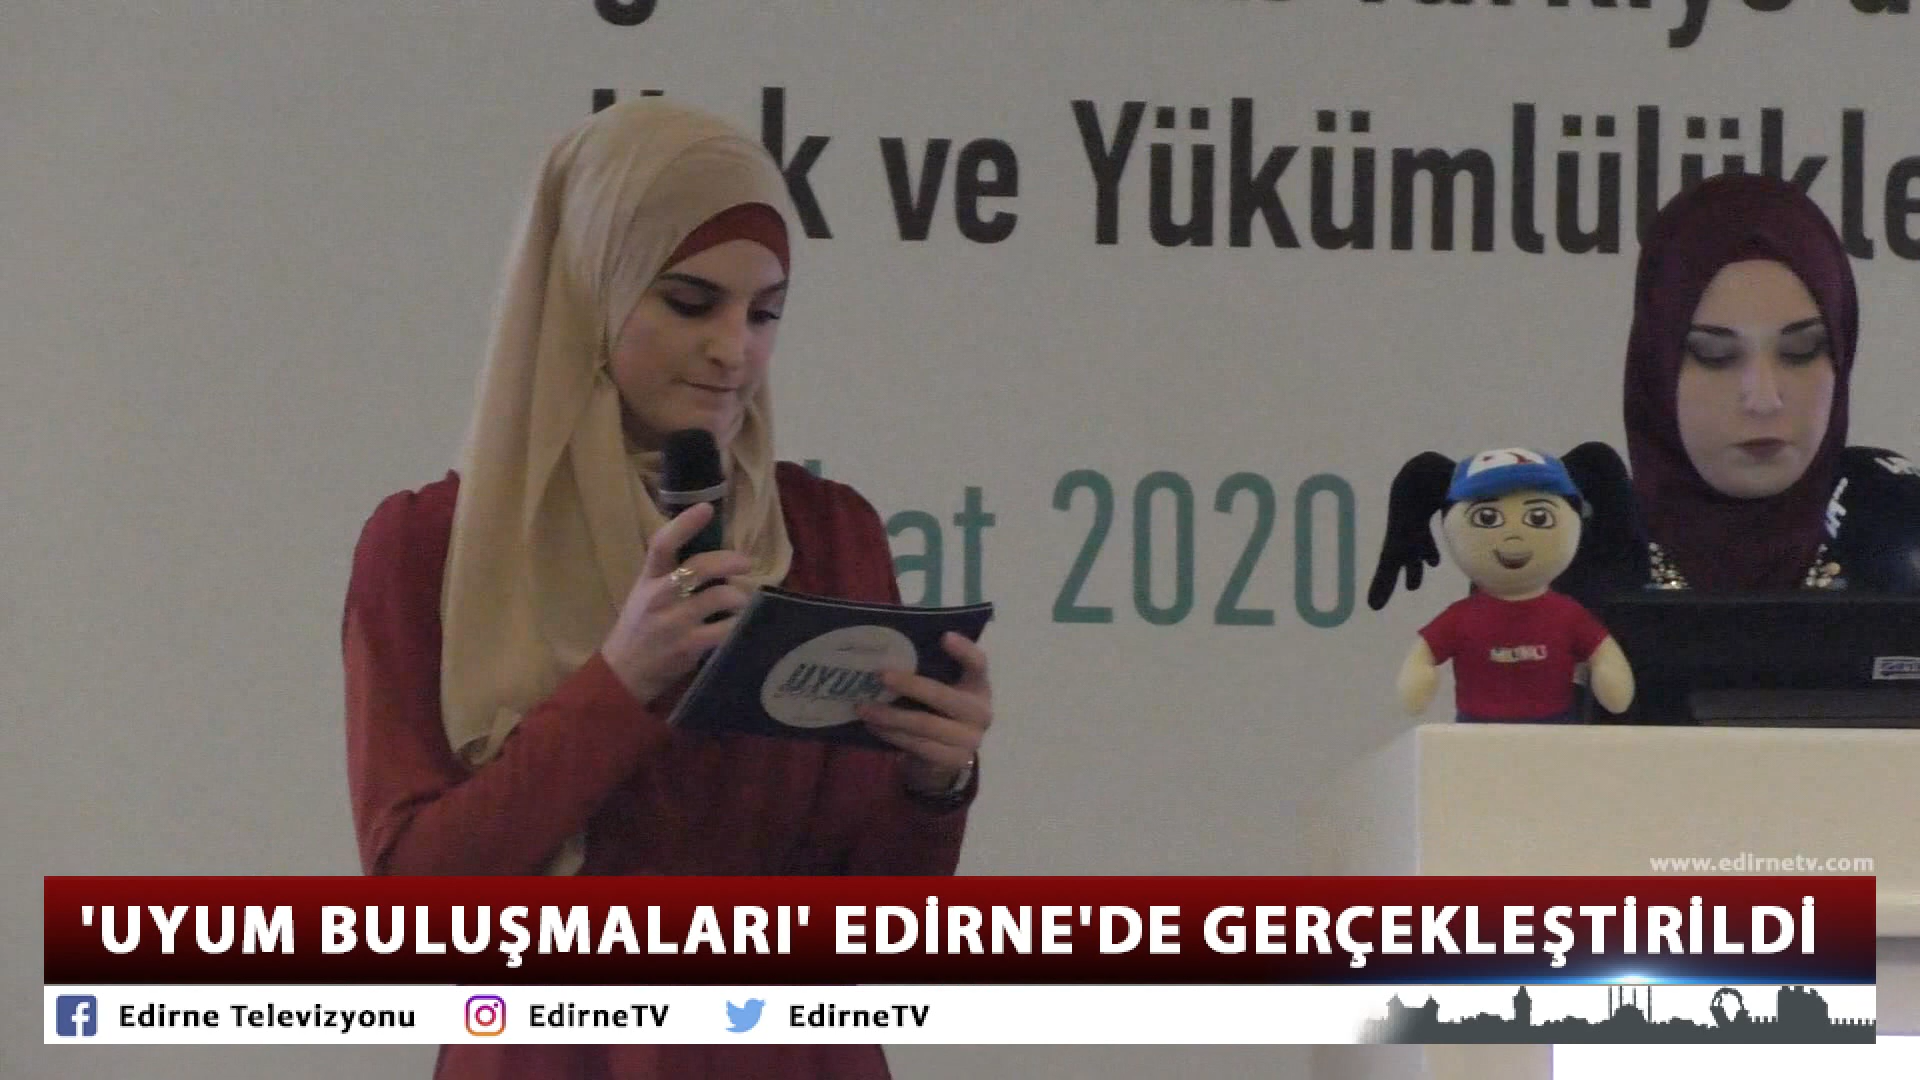 k ve Yükümlülükle
at 2020
UYUM
www.edirnetv.com
'UYUM BULUŞMALARI' EDİRNE'DE GERÇEKLEŞTİRİLDİ
Edirne Televizyonu EdirneTV EdirneTV